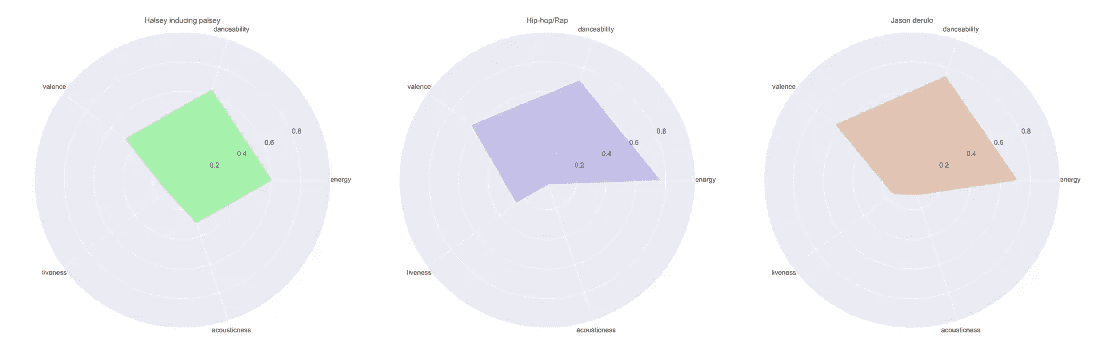 Halsey inducing palsey
danceability
valence
0.8
0.6
0.4
0.2
energy
liveness
acousticness
Hip-hop/Rap
danceability
valence
0.8
0.6
0.4
0.2
energy
liveness
acousticness
Jason derulo
danceability
valence
0.8
0.6
0.4
0.2
energy
liveness
acousticness